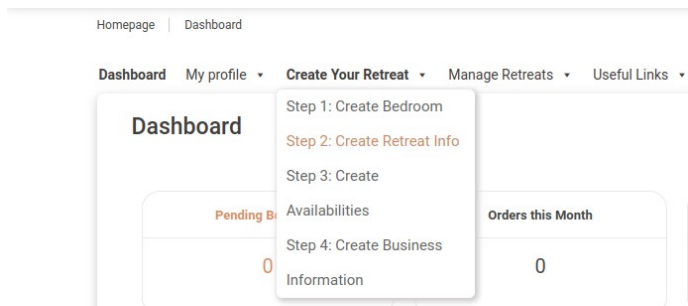 Homepage | Dashboard
Dashboard My profile Create Your Retreat Manage Retreats Useful Links
Dashboard
Step 1: Create Bedroom
Step 2: Create Retreat Info
Step 3: Create
Availabilities
Step 4: Create Business
Information
Pending Orders this Month
0 0